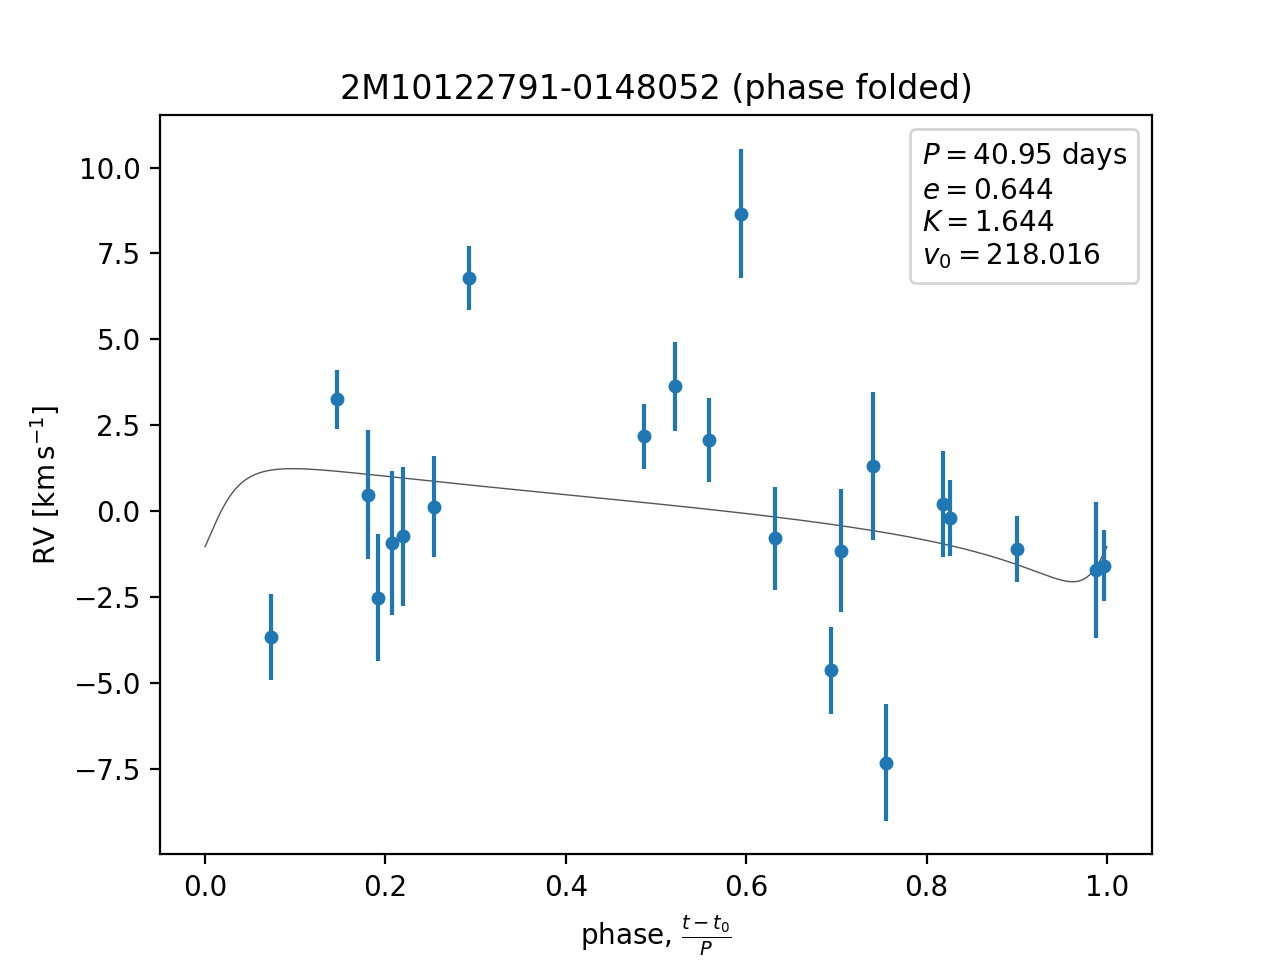 2M10122791-0148052 (phase folded)
P = 40.95 days
e = 0.644
K = 1.644
v₀ = 218.016
10.0
7.5
5.0
2.5
0.0
−2.5
−5.0
−7.5
RV [km s⁻¹]
0.0 0.2 0.4 0.6 0.8 1.0
phase, (t − t₀)/P